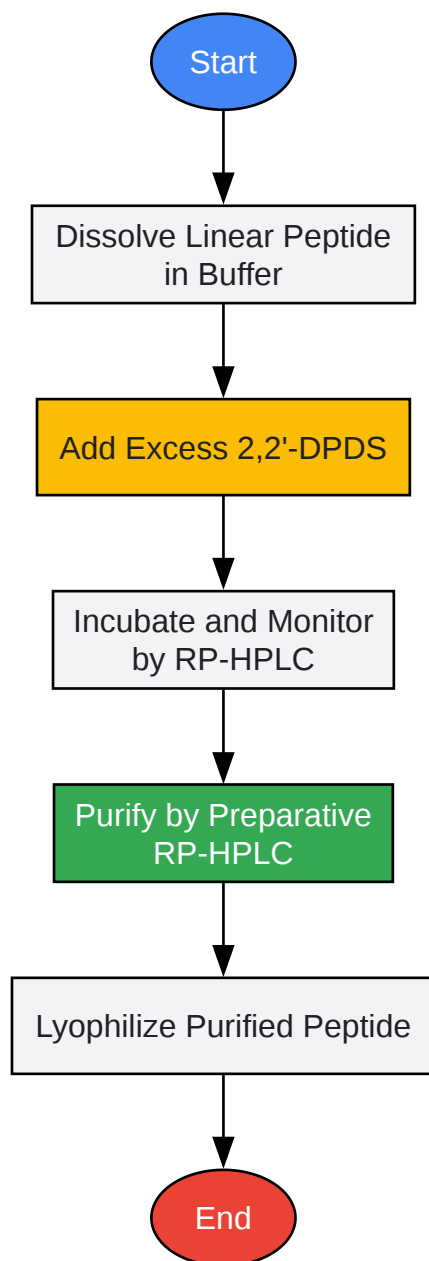 Start
Dissolve Linear Peptide
in Buffer
Add Excess 2,2'-DPDS
Incubate and Monitor
by RP-HPLC
Purify by Preparative
RP-HPLC
Lyophilize Purified Peptide
End